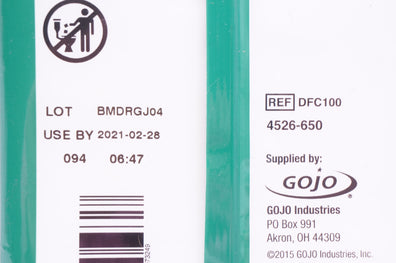 LOT BMDRGJ04
USE BY 2021-02-28
094 06:47
REF DFC100
4526-650
Supplied by:
GOJO
GOJO Industries
PO Box 991
Akron, OH 44309
©2015 GOJO Industries, Inc.